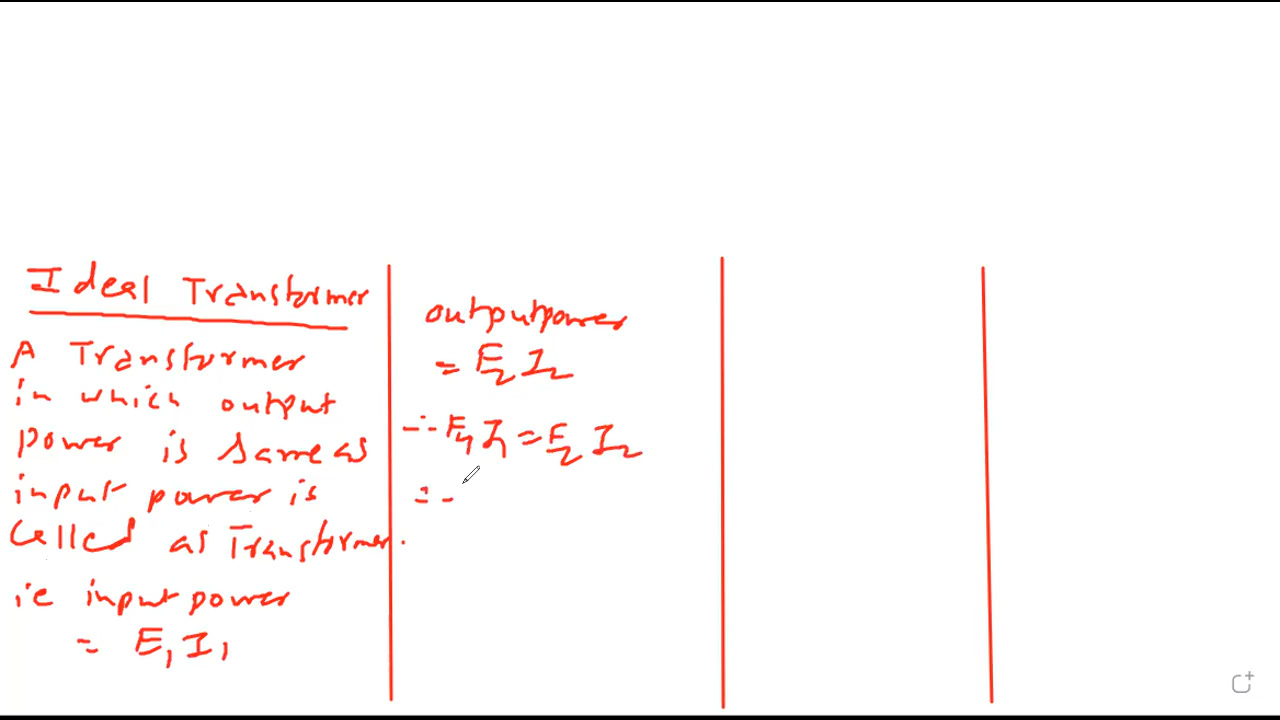 Ideal Transformer
A Transformer
in which output
power is same as
input power is
Called as Transformer.
ie input power
= E₁ I₁
output power
= E₂ I₂
∴ E₁ I₁ = E₂ I₂
= -